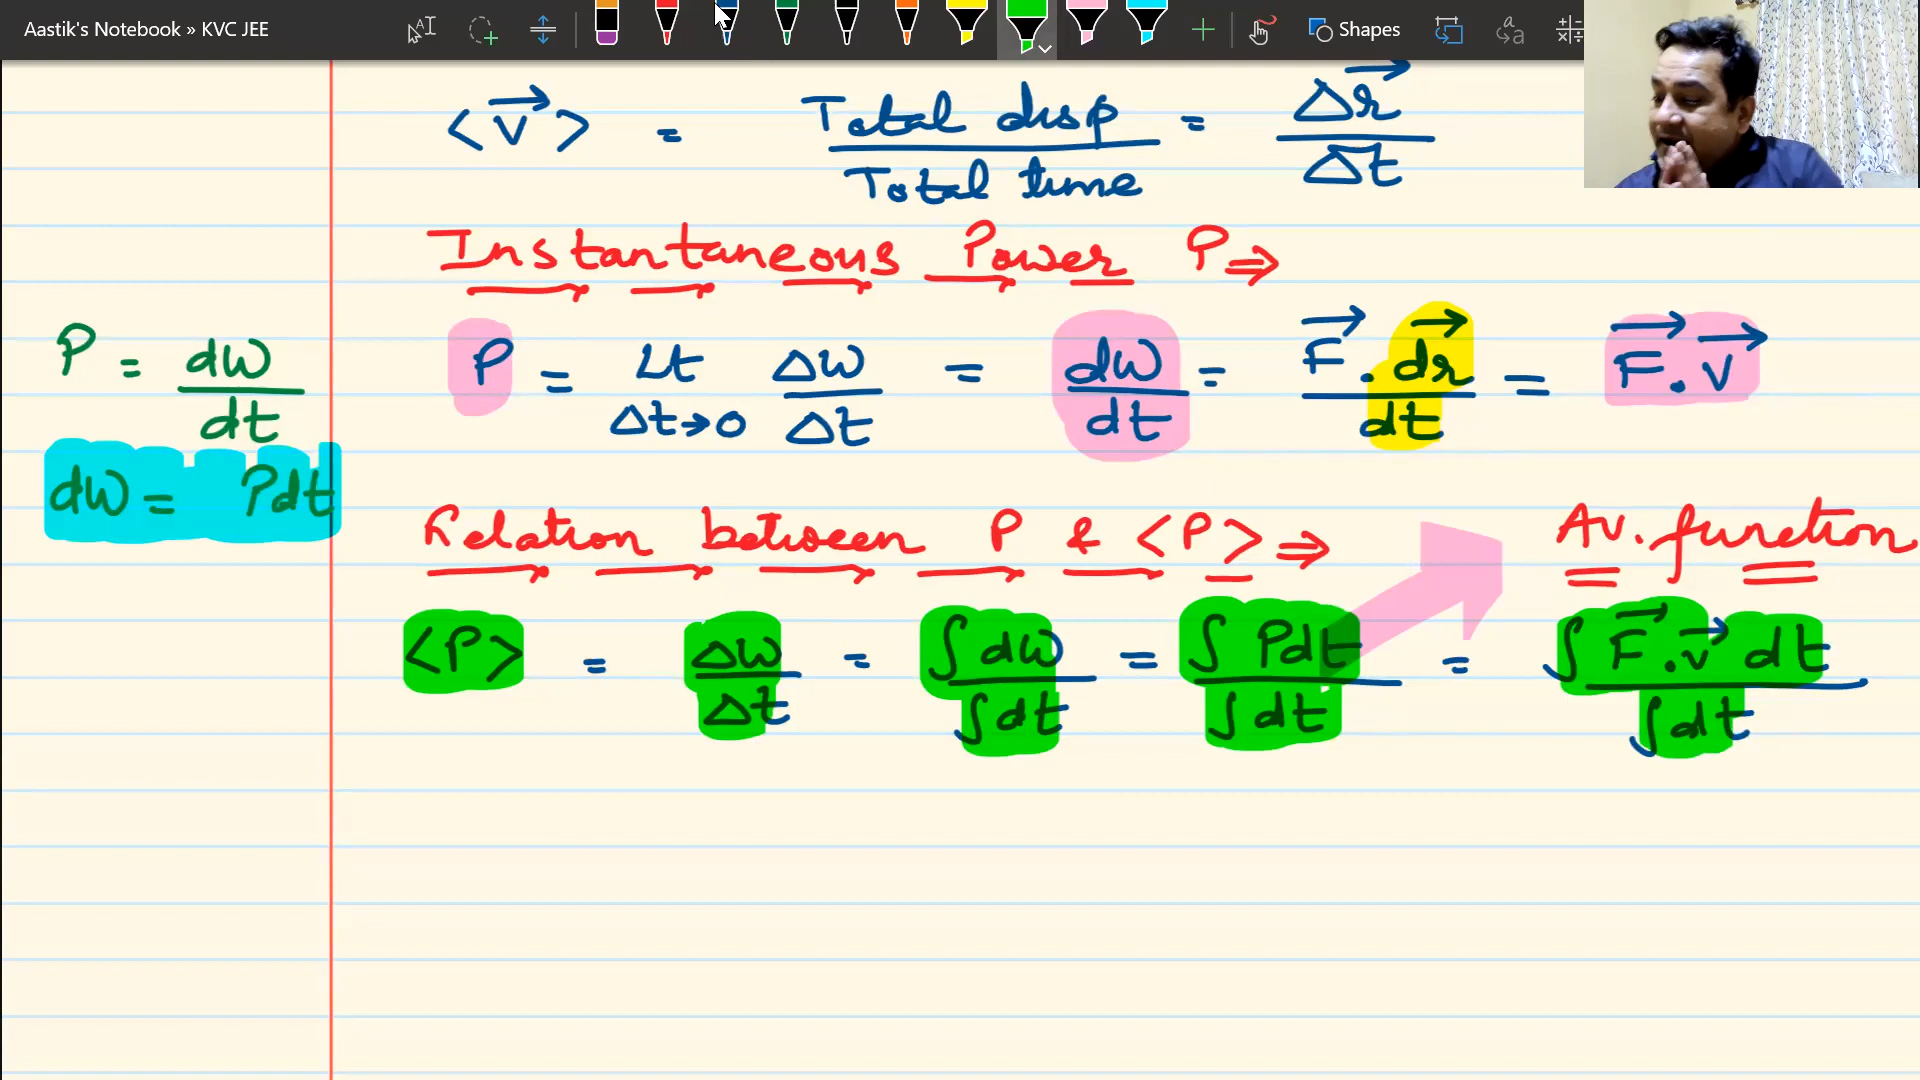 Aastik's Notebook » KVC JEE
Shapes
<v⃗> = Total disp / Total time = Δr⃗ / Δt
Instantaneous Power P ⇒
P = dW / dt
P = Lt Δt→0 ΔW / Δt = dW / dt = F⃗ . dr⃗ / dt = F⃗ . v⃗
dW = Pdt
Relation between P & <P> ⇒
Av. function
<P> = ΔW / Δt = ∫ dW / ∫ dt = ∫ Pdt / ∫ dt = ∫ F⃗ . v⃗ dt / ∫ dt